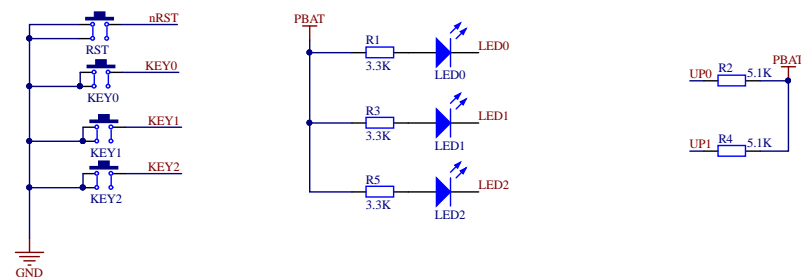 nRST
RST
KEY0
KEY0
KEY1
KEY1
KEY2
KEY2
GND
PBAT
R1
3.3K
LED0
LED0
R3
3.3K
LED1
LED1
R5
3.3K
LED2
LED2
PBAT
UP0
R2
5.1K
UP1
R4
5.1K